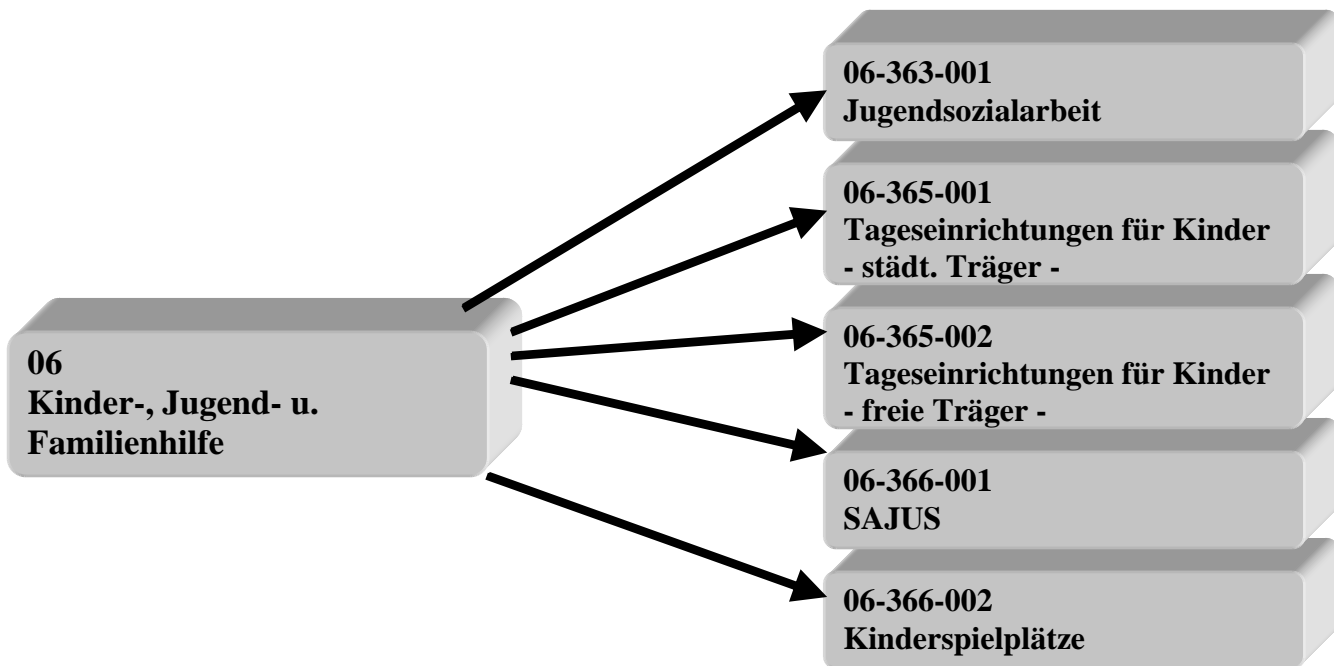 06-363-001
Jugendsozialarbeit
06-365-001
Tageseinrichtungen für Kinder
- städt. Träger -
06
Kinder-, Jugend- u.
Familienhilfe
06-365-002
Tageseinrichtungen für Kinder
- freie Träger -
06-366-001
SAJUS
06-366-002
Kinderspielplätze